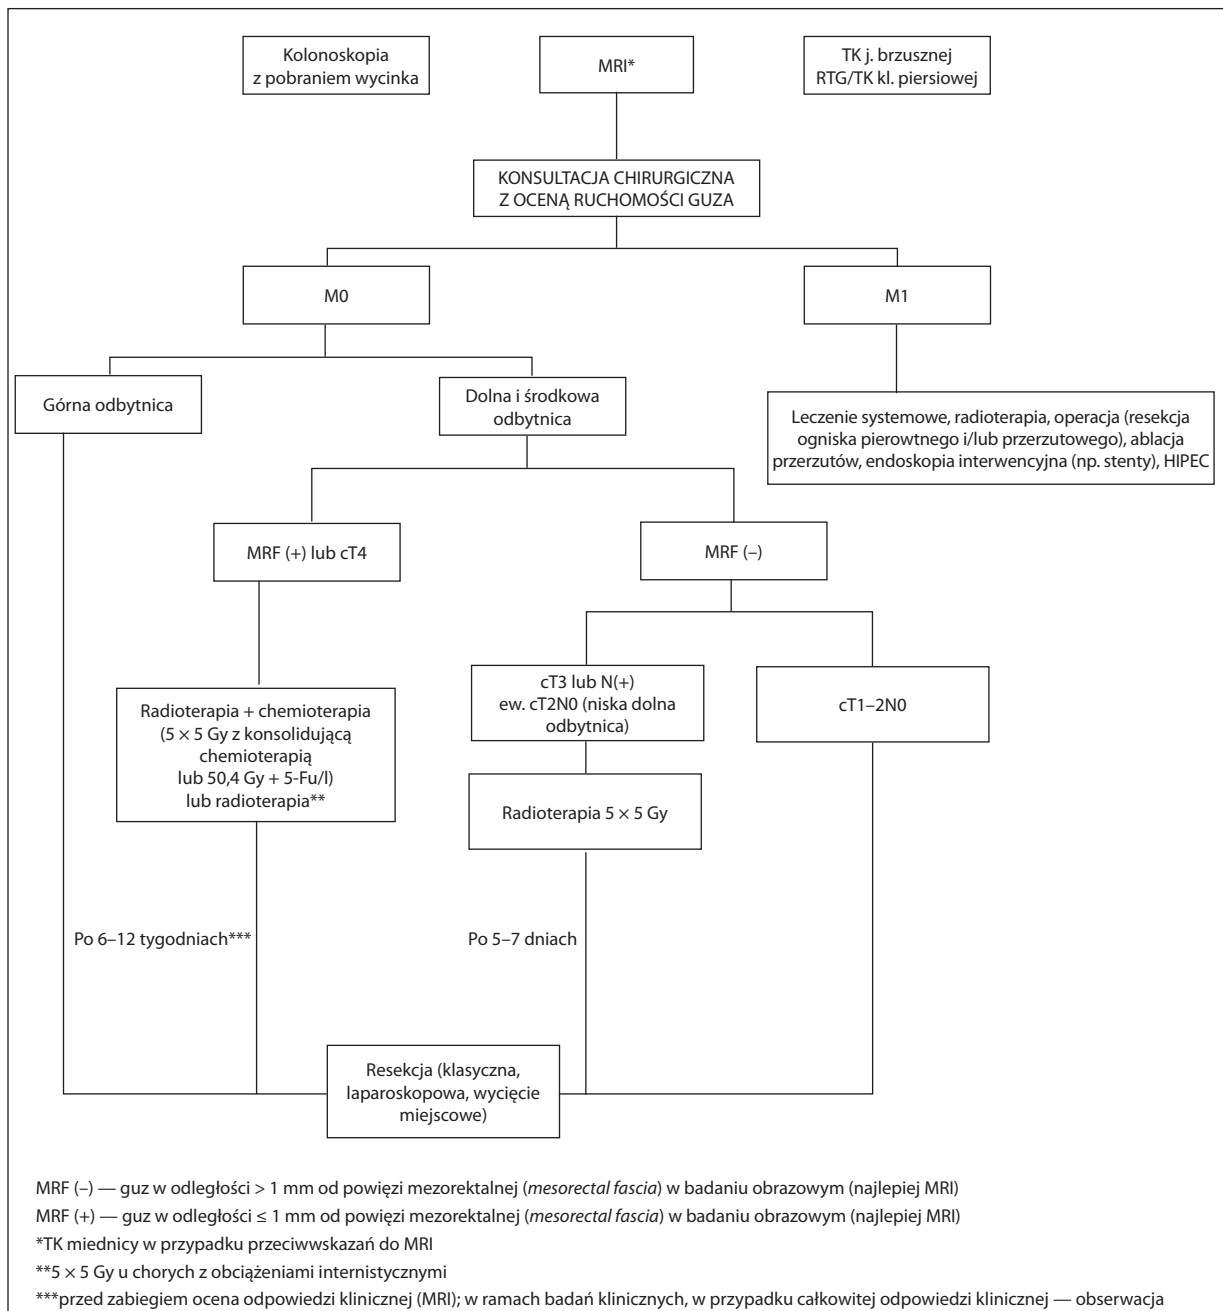 Kolonoskopia
z pobraniem wycinka
MRI*
TK j. brzusznej
RTG/TK kl. piersiowej
KONSULTACJA CHIRURGICZNA
Z OCENĄ RUCHOMOŚCI GUZA
M0
M1
Górna odbytnica
Dolna i środkowa
odbytnica
Leczenie systemowe, radioterapia, operacja (resekcja
ogniska pierowtnego i/lub przerzutowego), ablacja
przerzutów, endoskopia interwencyjna (np. stenty), HIPEC
MRF (+) lub cT4
MRF (–)
cT3 lub N(+)
ew. cT2N0 (niska dolna
odbytnica)
cT1–2N0
Radioterapia + chemioterapia
(5 × 5 Gy z konsolidującą
chemioterapią
lub 50,4 Gy + 5-Fu/l)
lub radioterapia**
Radioterapia 5 × 5 Gy
Po 6–12 tygodniach***
Po 5–7 dniach
Resekcja (klasyczna,
laparoskopowa, wycięcie
miejscowe)
MRF (–) — guz w odległości > 1 mm od powięzi mezorektalnej (mesorectal fascia) w badaniu obrazowym (najlepiej MRI)
MRF (+) — guz w odległości ≤ 1 mm od powięzi mezorektalnej (mesorectal fascia) w badaniu obrazowym (najlepiej MRI)
*TK miednicy w przypadku przeciwwskazań do MRI
**5 × 5 Gy u chorych z obciążeniami internistycznymi
***przed zabiegiem ocena odpowiedzi klinicznej (MRI); w ramach badań klinicznych, w przypadku całkowitej odpowiedzi klinicznej — obserwacja